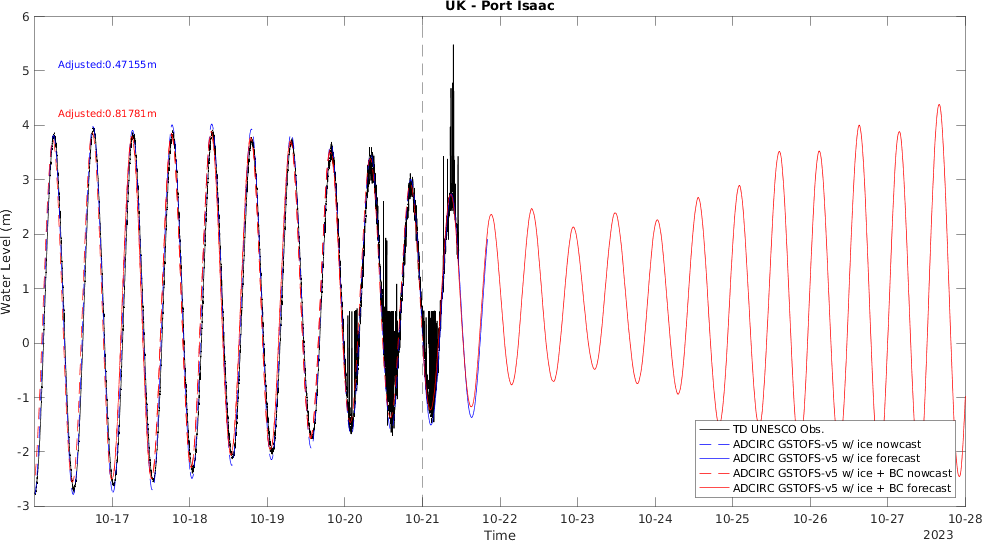 UK - Port Isaac
6
5
4
3
2
1
0
-1
-2
-3
Water Level (m)
Adjusted:0.47155m
Adjusted:0.81781m
TD UNESCO Obs.
ADCIRC GSTOFS-v5 w/ ice nowcast
ADCIRC GSTOFS-v5 w/ ice forecast
ADCIRC GSTOFS-v5 w/ ice + BC nowcast
ADCIRC GSTOFS-v5 w/ ice + BC forecast
10-17 10-18 10-19 10-20 10-21 10-22 10-23 10-24 10-25 10-26 10-27 10-28
Time
2023